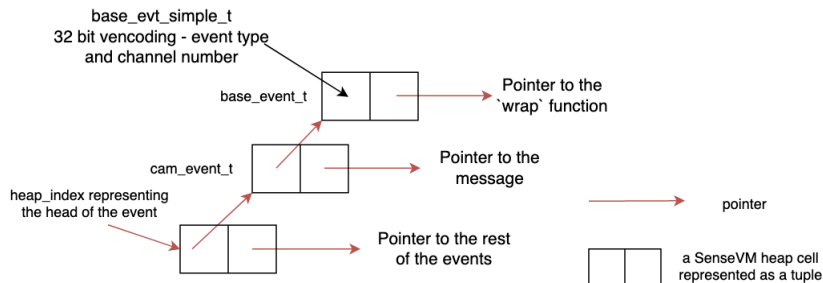 base_evt_simple_t
32 bit vencoding - event type
and channel number
base_event_t
Pointer to the
`wrap` function
cam_event_t
Pointer to the
message
heap_index representing
the head of the event
pointer
Pointer to the rest
of the events
a SenseVM heap cell
represented as a tuple